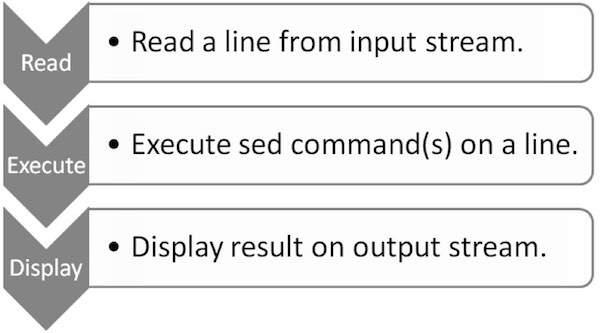 Read
• Read a line from input stream.
Execute
• Execute sed command(s) on a line.
Display
• Display result on output stream.